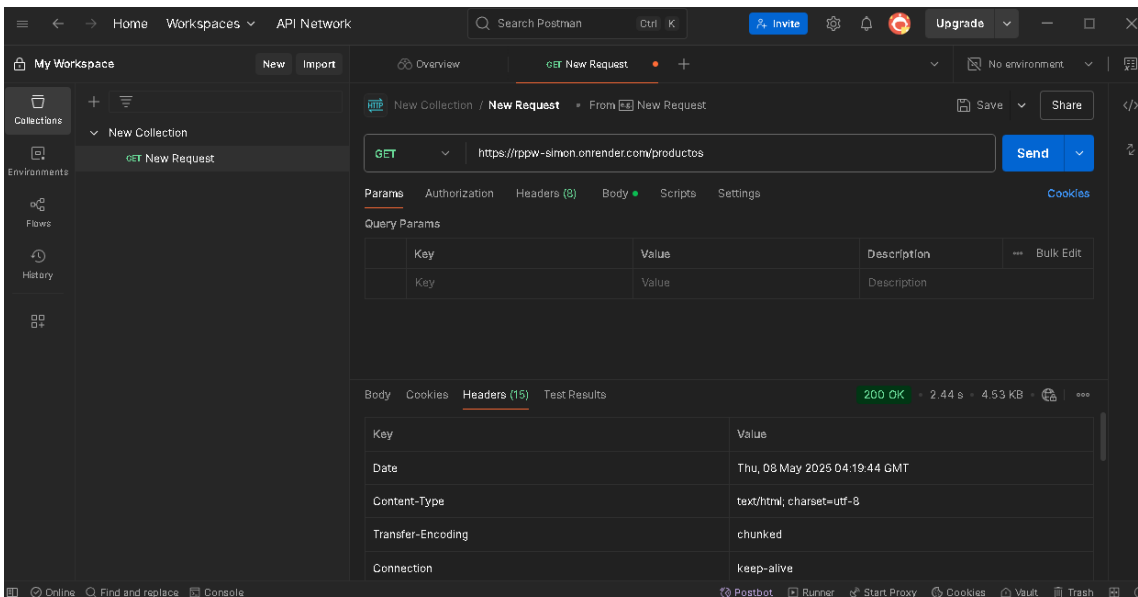 Home Workspaces API Network Search Postman Ctrl K Invite Upgrade
My Workspace New Import Overview GET New Request No environment
Collections
Environments
Flows
History
New Collection
GET New Request
HTTP New Collection / New Request From e.g. New Request Save Share
GET https://rppw-simon.onrender.com/productos Send
Params Authorization Headers (8) Body Scripts Settings Cookies
Query Params
Key Value Description Bulk Edit
Key Value Description
Body Cookies Headers (15) Test Results 200 OK 2.44 s 4.53 KB
Key Value
Date Thu, 08 May 2025 04:19:44 GMT
Content-Type text/html; charset=utf-8
Transfer-Encoding chunked
Connection keep-alive
Online Find and replace Console Postbot Runner Start Proxy Cookies Vault Trash